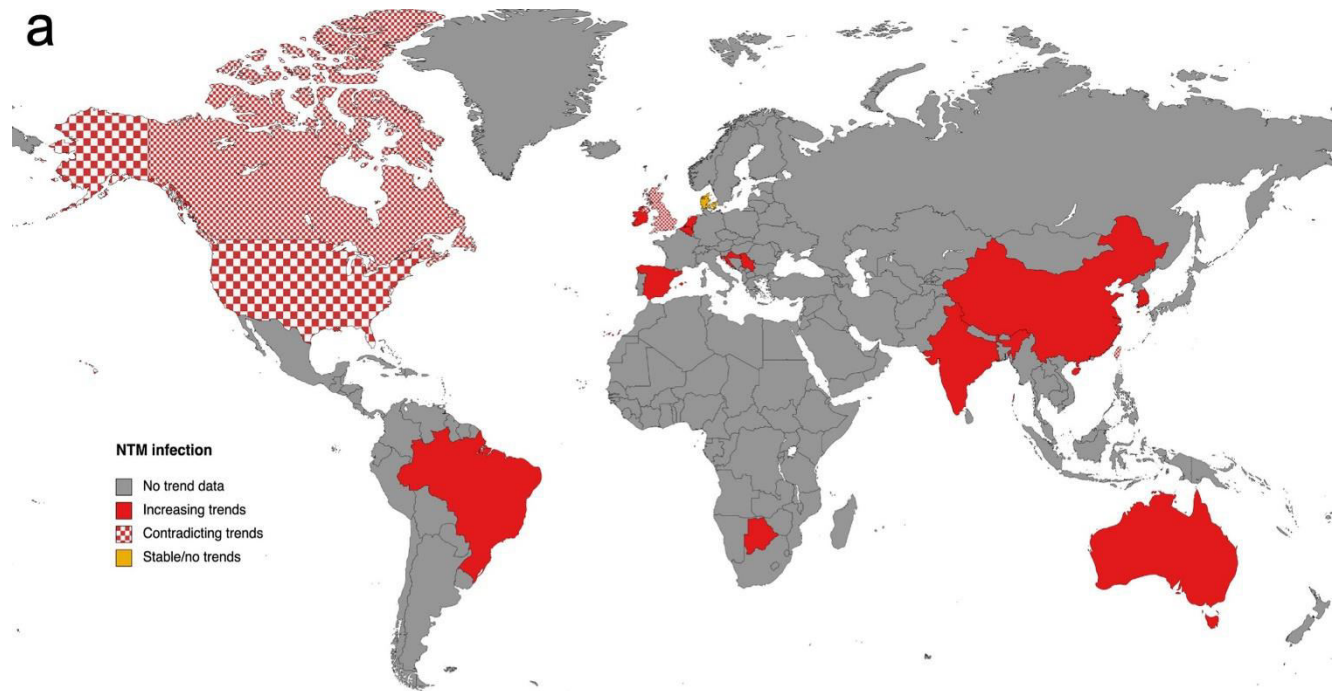 a
NTM infection
No trend data
Increasing trends
Contradicting trends
Stable/no trends